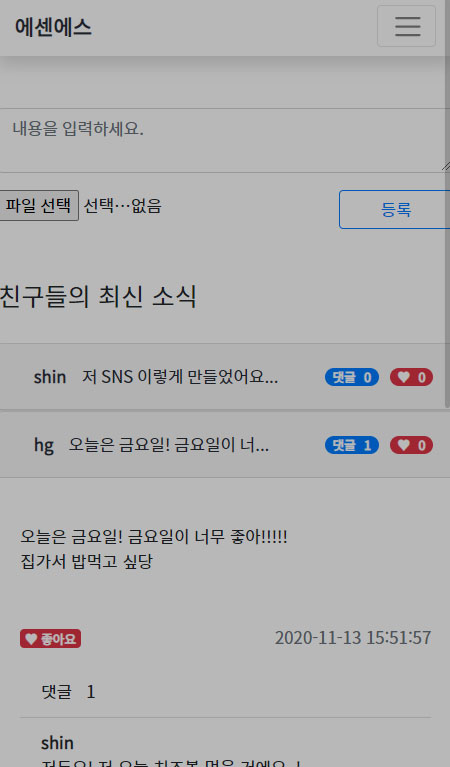 에센에스
내용을 입력하세요.
파일 선택 선택…없음 등록
친구들의 최신 소식
shin 저 SNS 이렇게 만들었어요... 댓글 0 ♥ 0
hg 오늘은 금요일! 금요일이 너... 댓글 1 ♥ 0
오늘은 금요일! 금요일이 너무 좋아!!!!!
집가서 밥먹고 싶당
♥ 좋아요 2020-11-13 15:51:57
댓글 1
shin